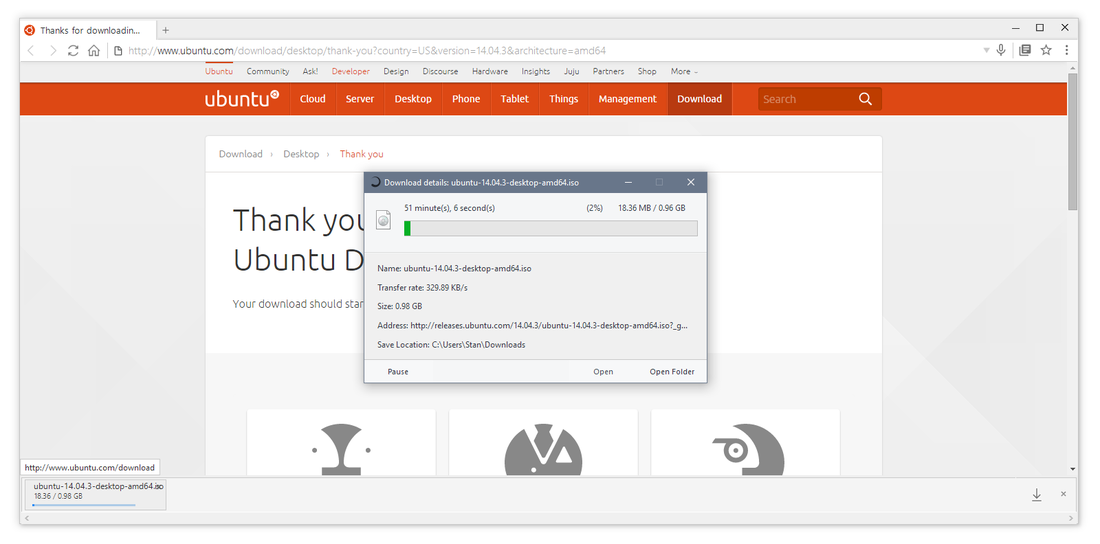 Thanks for downloadin...
http://www.ubuntu.com/download/desktop/thank-you?country=US&version=14.04.3&architecture=amd64
Ubuntu Community Ask! Developer Design Discourse Hardware Insights Juju Partners Shop More
ubuntu Cloud Server Desktop Phone Tablet Things Management Download Search
Download › Desktop › Thank you
Download details: ubuntu-14.04.3-desktop-amd64.iso
51 minute(s), 6 second(s) (2%) 18.36 MB / 0.96 GB
Thank you
Ubuntu D
Name: ubuntu-14.04.3-desktop-amd64.iso
Transfer rate: 329.89 KB/s
Your download should star
Size: 0.98 GB
Address: http://releases.ubuntu.com/14.04.3/ubuntu-14.04.3-desktop-amd64.iso?_g...
Save Location: C:\Users\Stan\Downloads
Pause Open Open Folder
http://www.ubuntu.com/download
ubuntu-14.04.3-desktop-amd64.iso
18.36 / 0.98 GB